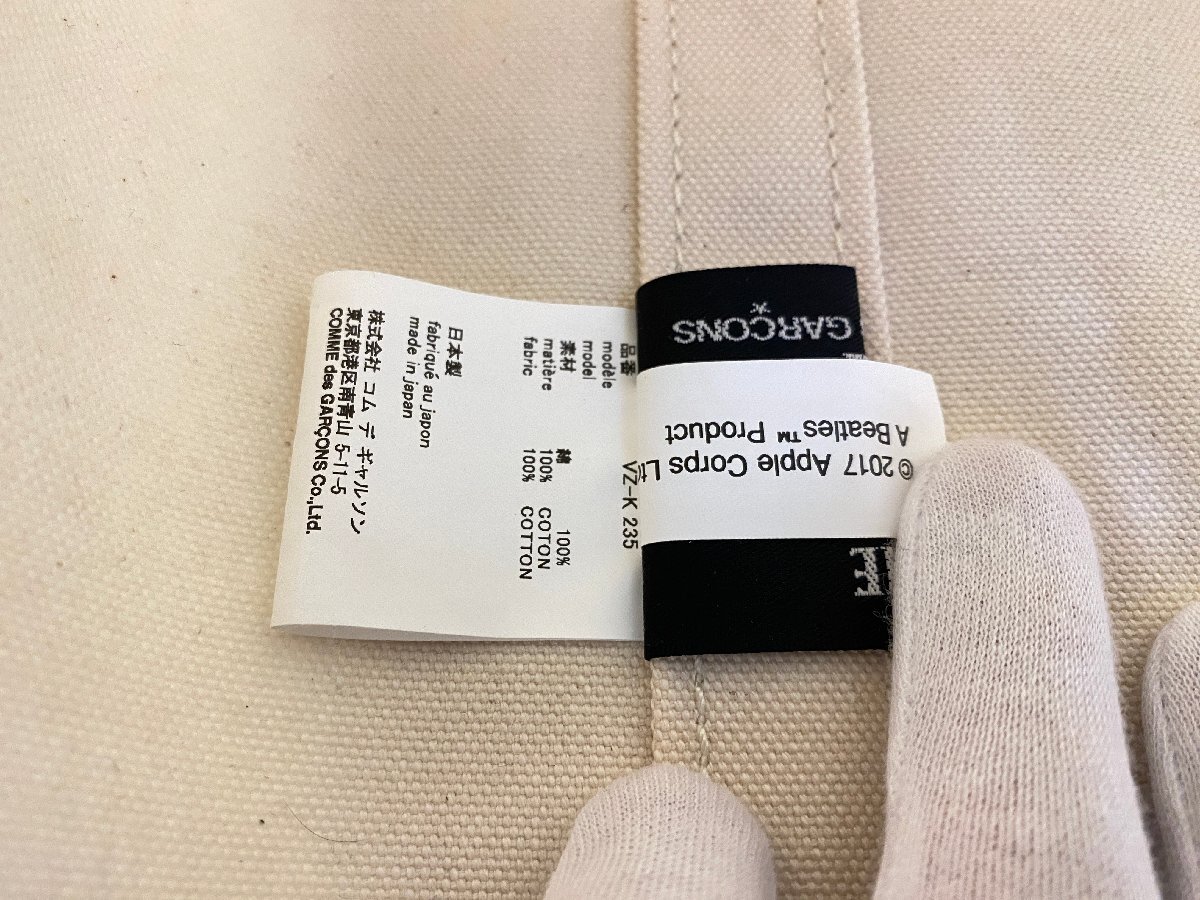 品番
modèle
model
VZ-K 235
素材
matière
fabric
綿 100%
100% COTON
100% COTTON
日本製
fabriqué au japon
made in japan
株式会社 コム デ ギャルソン
東京都港区南青山 5-11-5
COMME des GARÇONS Co.,Ltd.
GARÇONS
© 2017 Apple Corps
A Beatles™ Product